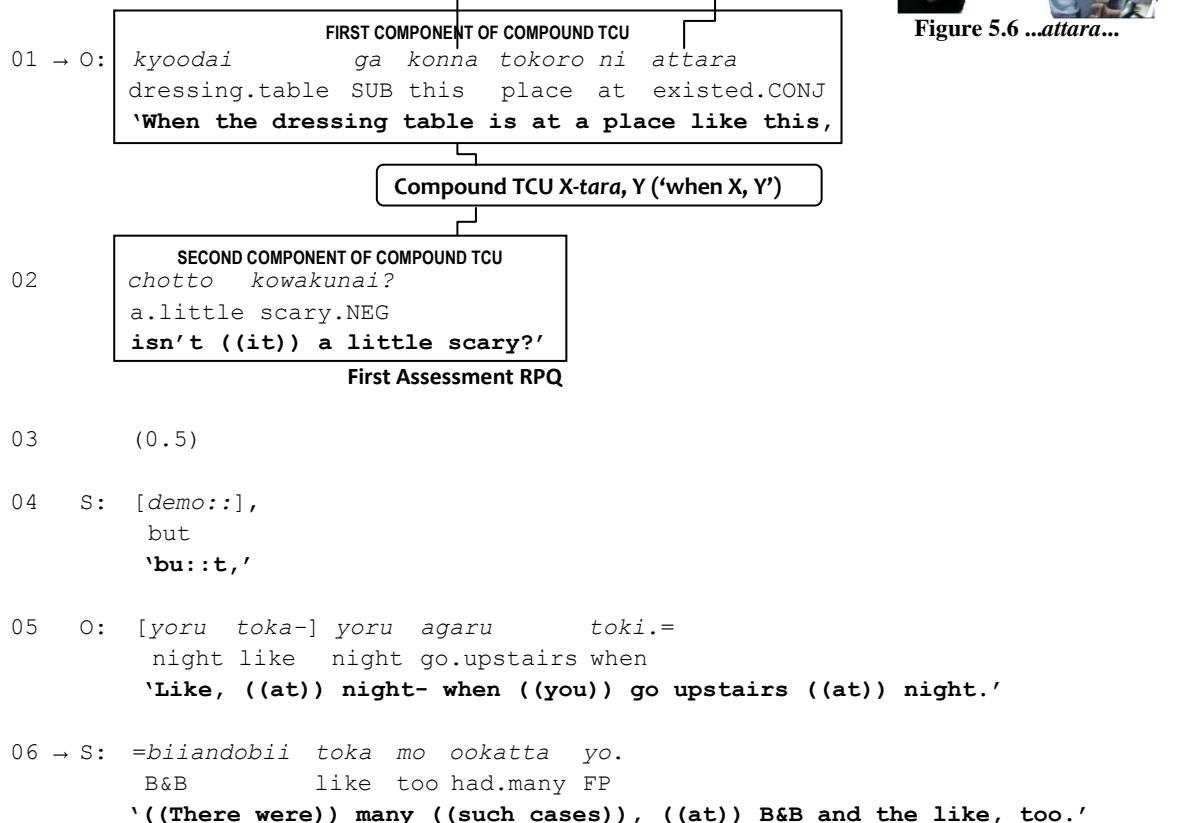 Figure 5.6 ...attara...
FIRST COMPONENT OF COMPOUND TCU
01 → O: kyoodai ga konna tokoro ni attara
dressing.table SUB this place at existed.CONJ
‘When the dressing table is at a place like this,
Compound TCU X-tara, Y (‘when X, Y’)
SECOND COMPONENT OF COMPOUND TCU
02 chotto kowakunai?
a.little scary.NEG
isn’t ((it)) a little scary?’
First Assessment RPQ
03 (0.5)
04 S: [demo::],
but
‘bu::t,’
05 O: [yoru toka-] yoru agaru toki.=
night like night go.upstairs when
‘Like, ((at)) night- when ((you)) go upstairs ((at)) night.’
06 → S: =biiandobii toka mo ookatta yo.
B&B like too had.many FP
‘((There were)) many ((such cases)), ((at)) B&B and the like, too.’